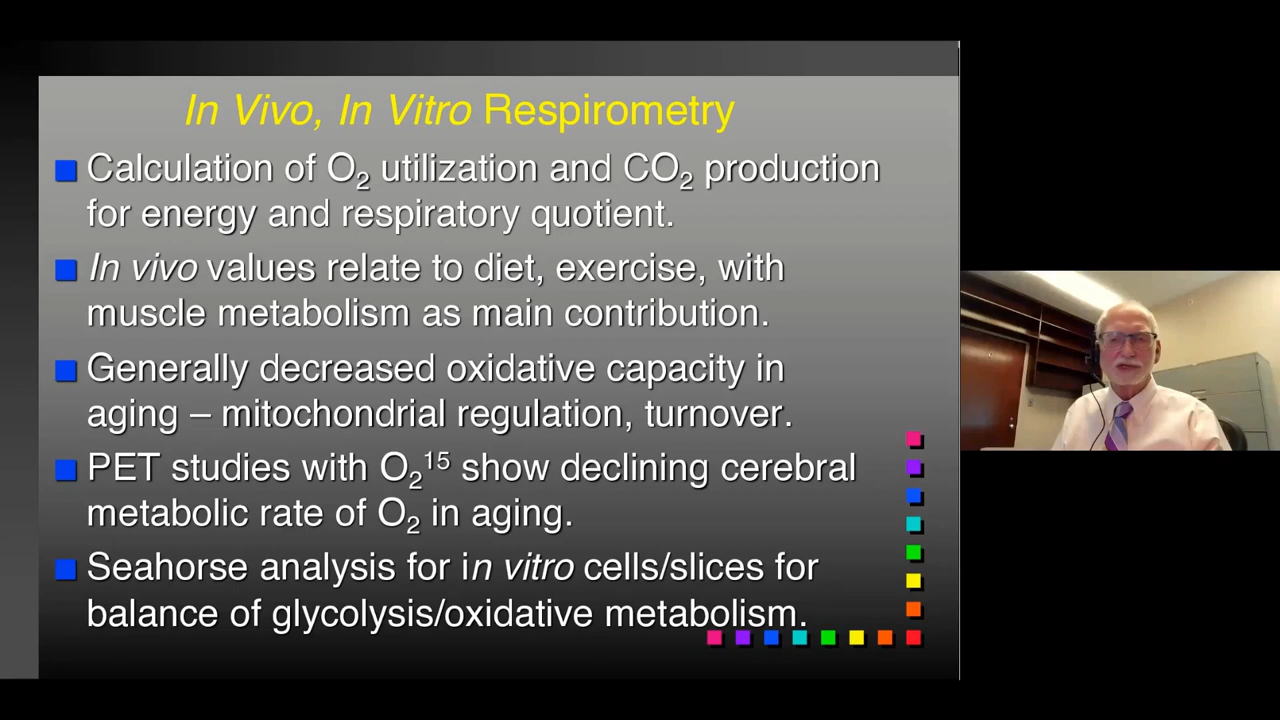 In Vivo, In Vitro Respirometry
Calculation of O₂ utilization and CO₂ production
for energy and respiratory quotient.
In vivo values relate to diet, exercise, with
muscle metabolism as main contribution.
Generally decreased oxidative capacity in
aging – mitochondrial regulation, turnover.
PET studies with O₂¹⁵ show declining cerebral
metabolic rate of O₂ in aging.
Seahorse analysis for in vitro cells/slices for
balance of glycolysis/oxidative metabolism.